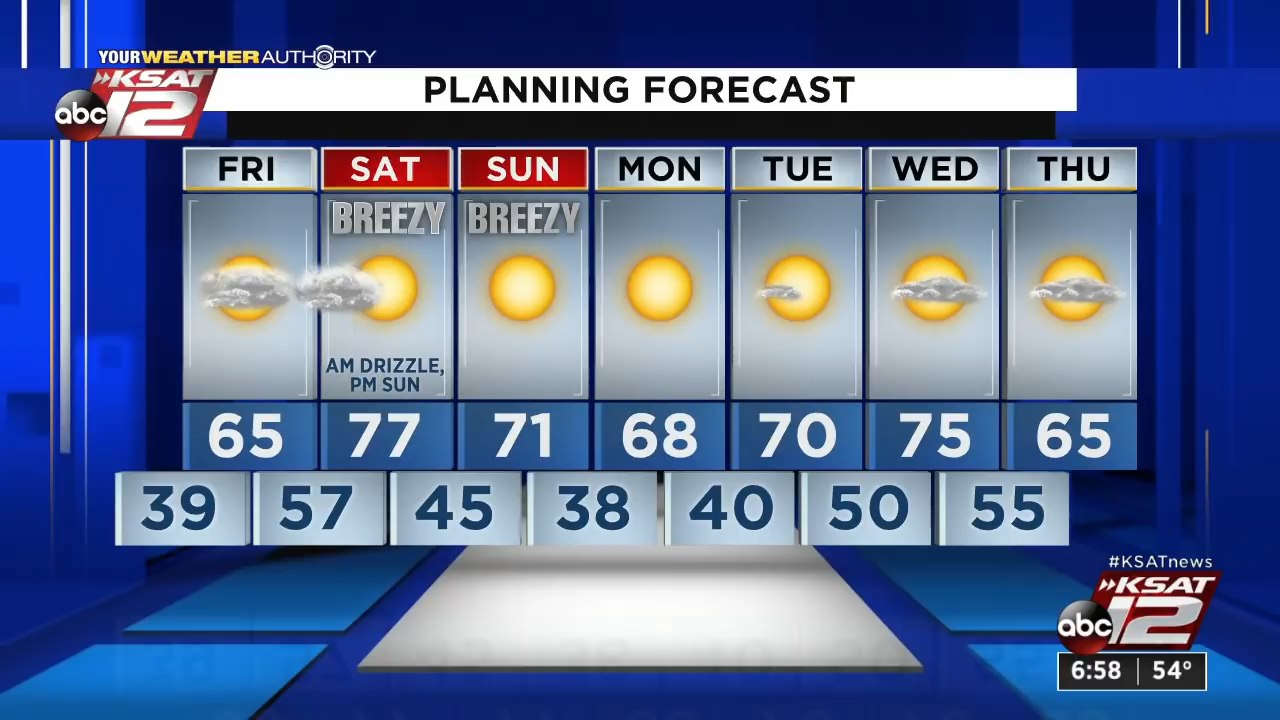 YOURWEATHERAUTHORITY
KSAT
abc 12
PLANNING FORECAST
FRI SAT SUN MON TUE WED THU
BREEZY BREEZY
AM DRIZZLE,
PM SUN
65 77 71 68 70 75 65
39 57 45 38 40 50 55
#KSATnews
KSAT
abc 12
6:58 54°